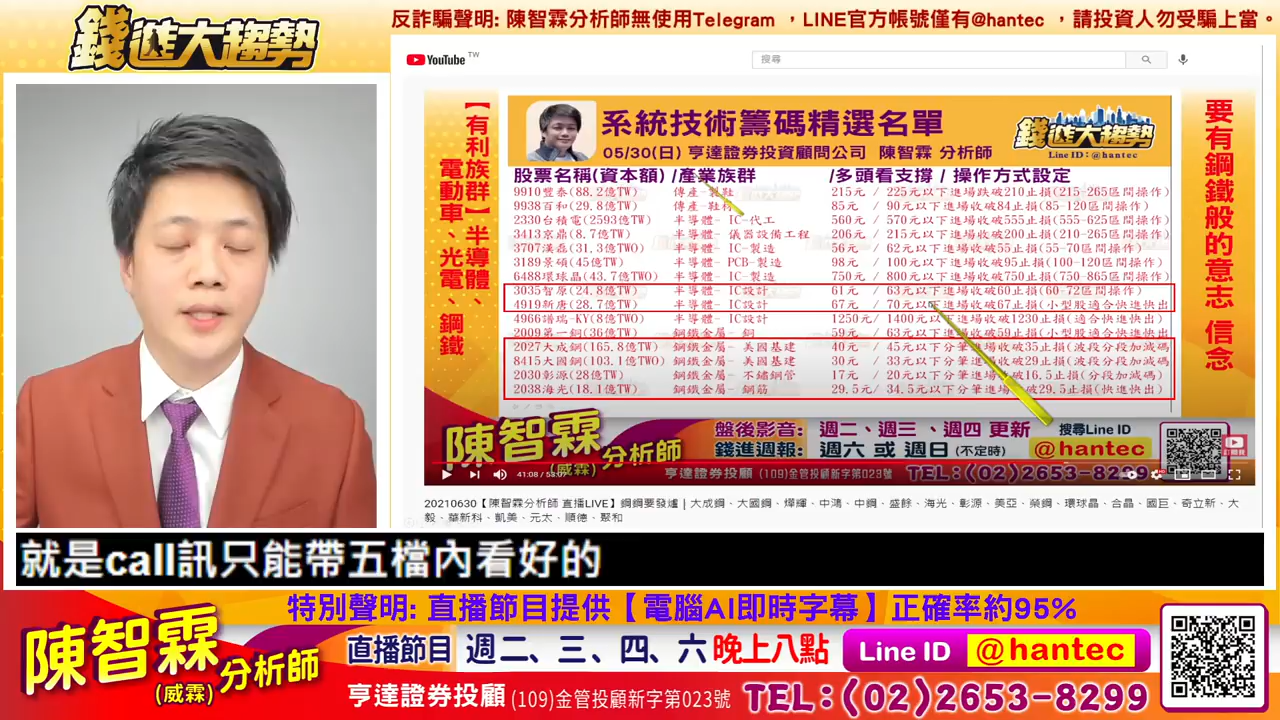 錢進大趨勢
反詐騙聲明: 陳智霖分析師無使用Telegram ，LINE官方帳號僅有@hantec ，請投資人勿受騙上當。
YouTube TW
搜尋
【有利族群】半導體、
電動車、光電、鋼鐵
系統技術籌碼精選名單
05/30(日) 亨達證券投資顧問公司 陳智霖 分析師
錢進大趨勢
Line ID：@hantec
股票名稱(資本額) /產業族群 /多頭看支撐 / 操作方式設定
9910豐泰(88.2億TW) 傳產-製鞋 215元 / 225元以下進場跌破210止損(215-265區間操作)
9938百和(29.8億TW) 傳產-鞋材 85元 / 90元以下進場收破84止損(85-120區間操作)
2330台積電(2593億TW) 半導體- IC-代工 560元 / 570元以下進場收破555止損(555-625區間操作)
3413京鼎(8.7億TW) 半導體- 儀器設備工程 206元 / 215元以下進場收破200止損(210-265區間操作)
3707漢磊(31.3億TWO) 半導體- IC-製造 56元 / 62元以下進場收破55止損(55-70區間操作)
3189景碩(45億TW) 半導體- PCB-製造 98元 / 100元以下進場收破95止損(100-120區間操作)
6488環球晶(43.7億TWO) 半導體- IC-製造 750元 / 800元以下進場收破750止損(750-865區間操作)
3035智原(24.8億TW) 半導體- IC設計 61元 / 63元以下進場收破60止損(60-72區間操作)
4919新唐(28.7億TW) 半導體- IC設計 67元 / 70元以下進場收破67止損(小型股適合快進快出
4966譜瑞-KY(8億TWO) 半導體- IC設計 1250元/ 1400元以下進場收破1230止損(適合快進快出
2009第一銅(36億TW) 鋼鐵金屬- 銅 59元 / 63元以下進場收破59止損(小型股適合快進快出
2027大成鋼(165.8億TW) 鋼鐵金屬- 美國基建 40元 / 45元以下分筆進場收破35止損(波段分段加減碼
8415大國鋼(103.1億TWO) 鋼鐵金屬- 美國基建 30元 / 33元以下分筆進場收破29止損(波段分段加減碼
2030彰源(28億TW) 鋼鐵金屬- 不鏽鋼管 17元 / 20元以下分筆進場收破16.5止損(分段加減碼)
2038海光(18.1億TW) 鋼鐵金屬- 鋼筋 29.5元/ 34.5元以下分筆進場收破29.5止損(快進快出)
要有鋼鐵般的意志 信念
陳智霖
(威霖)
分析師
盤後影音: 週二、週三 、週四 更新
錢進週報: 週六 或 週日 (不定時)
搜尋Line ID
@hantec
亨達證券投顧 (109)金管投顧新字第023號 TEL:(02)2653-8299
41:08 / 53:07
20210630【陳智霖分析師 直播LIVE】鋼鋼要發爐 | 大成鋼、大國鋼、燁輝、中鴻、中鋼、盛餘、海光、彰源、美亞、榮鋼、環球晶、合晶、國巨、奇立新、大
毅、華新科、凱美、元太、順德、聚和
就是call訊只能帶五檔內看好的
特別聲明: 直播節目提供【電腦AI即時字幕】正確率約95%
陳智霖
(威霖)
分析師
直播節目 週二、三、四、六 晚上八點
Line ID @hantec
亨達證券投顧 (109)金管投顧新字第023號 TEL:(02)2653-8299